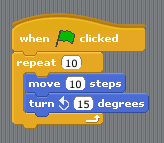 when clicked
repeat 10
move 10 steps
turn 15 degrees